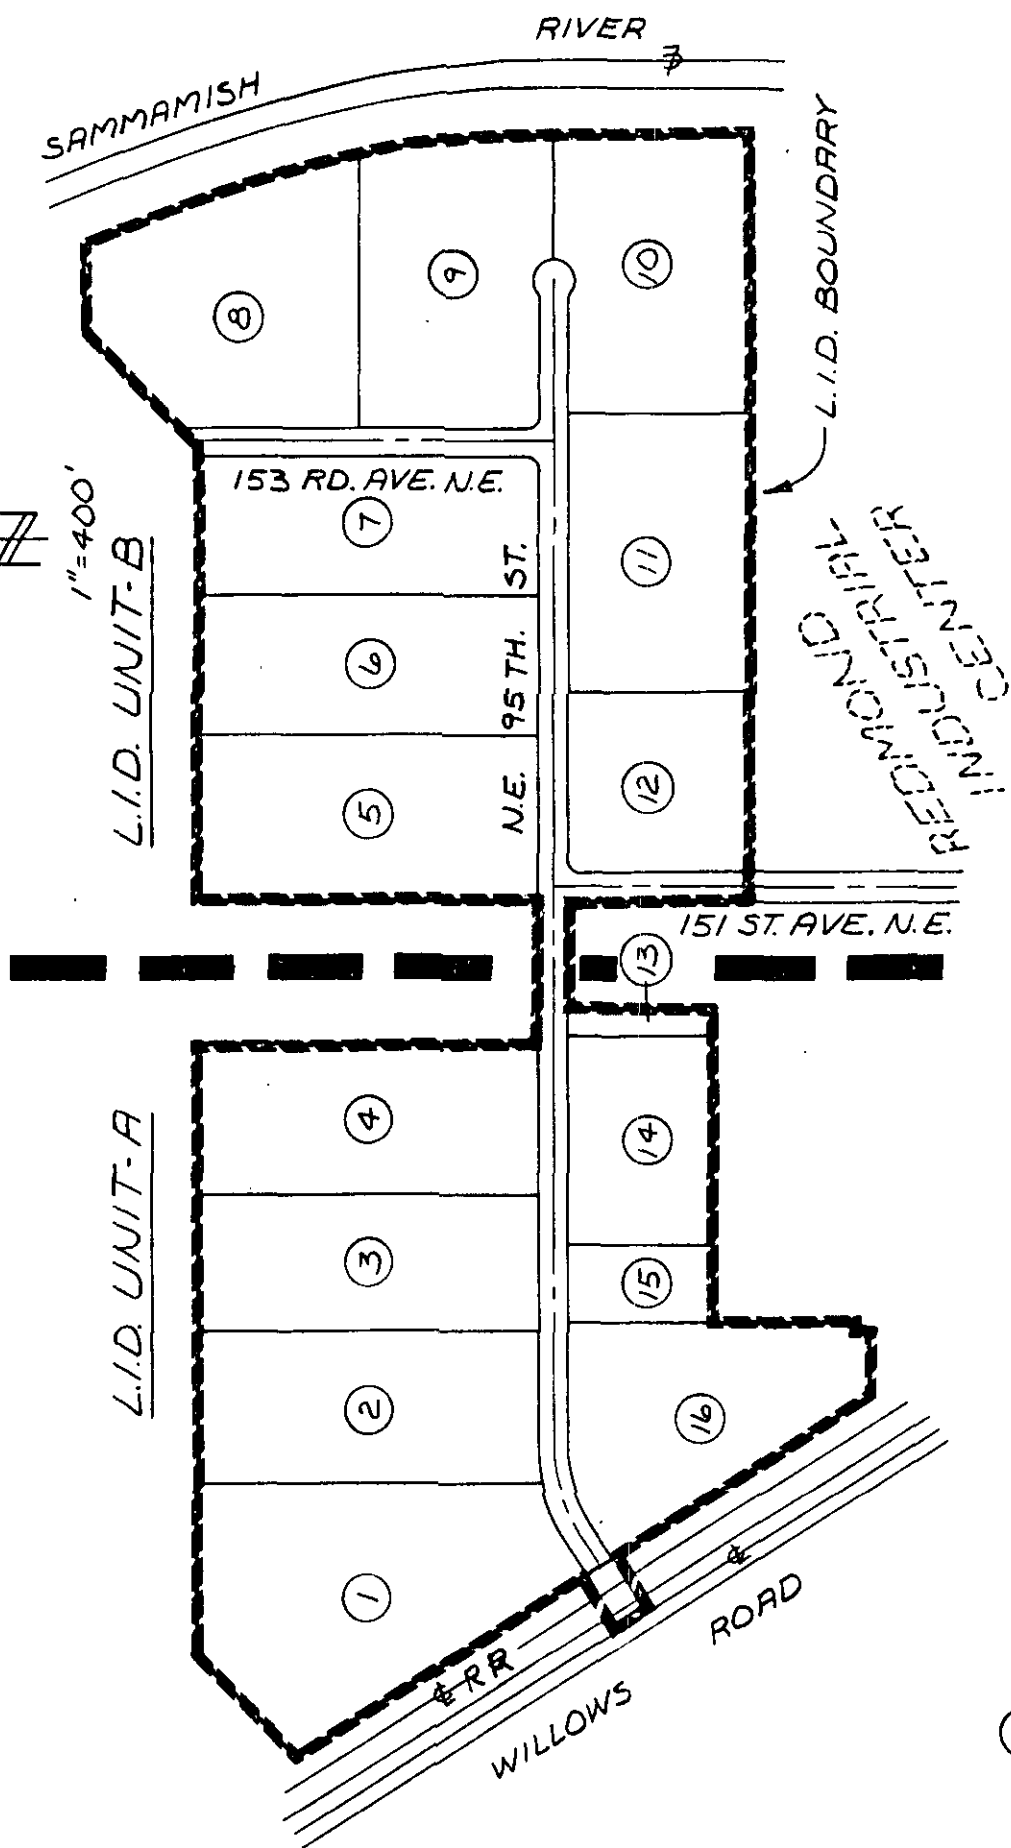 SAMMAMISH RIVER
L.I.D. BOUNDARY
8
9
10
1"=400'
L.I.D. UNIT-B
153 RD. AVE. N.E.
7
6
5
N.E. 95 TH. ST.
11
12
REDMOND
INDUSTRIAL
CENTER
151 ST. AVE. N.E.
13
L.I.D. UNIT-A
4
3
2
1
14
15
16
℄ RR
℄
WILLOWS ROAD